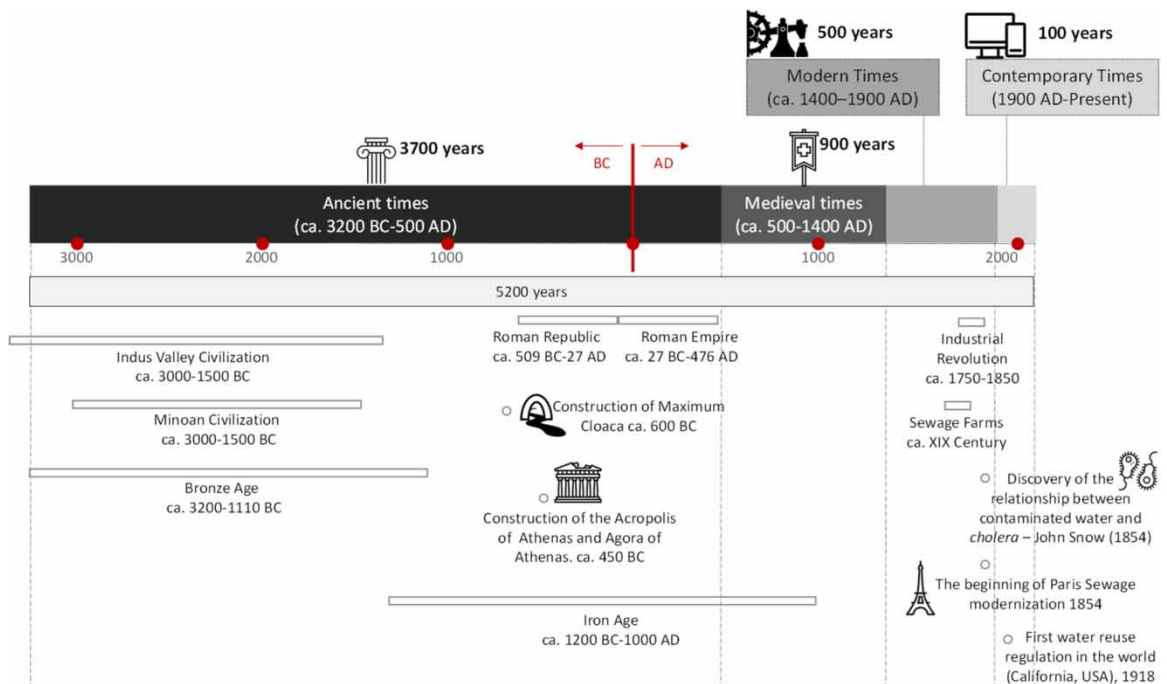 500 years
100 years
Modern Times
(ca. 1400–1900 AD)
Contemporary Times
(1900 AD-Present)
3700 years
BC
AD
900 years
Ancient times
(ca. 3200 BC-500 AD)
Medieval times
(ca. 500-1400 AD)
3000
2000
1000
1000
2000
5200 years
Indus Valley Civilization
ca. 3000-1500 BC
Roman Republic
ca. 509 BC-27 AD
Roman Empire
ca. 27 BC-476 AD
Industrial
Revolution
ca. 1750-1850
Minoan Civilization
ca. 3000-1500 BC
Construction of Maximum
Cloaca ca. 600 BC
Sewage Farms
ca. XIX Century
Bronze Age
ca. 3200-1110 BC
Construction of the Acropolis
of Athenas and Agora of
Athenas. ca. 450 BC
Discovery of the
relationship between
contaminated water and
cholera – John Snow (1854)
The beginning of Paris Sewage
modernization 1854
Iron Age
ca. 1200 BC-1000 AD
First water reuse
regulation in the world
(California, USA), 1918